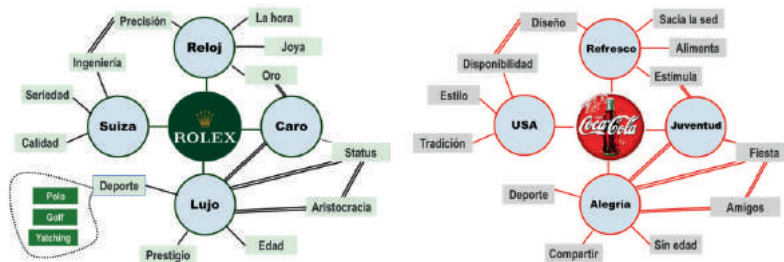 Precisión
La hora
Reloj
Joya
Ingeniería
Oro
Seriedad
Suiza
ROLEX
Caro
Calidad
Status
Deporte
Polo
Golf
Yatching
Lujo
Aristocracia
Prestigio
Edad
Diseño
Sacia la sed
Refresco
Alimenta
Disponibilidad
Estimula
Estilo
USA
Coca-Cola
Juventud
Tradición
Fiesta
Deporte
Alegría
Amigos
Compartir
Sin edad